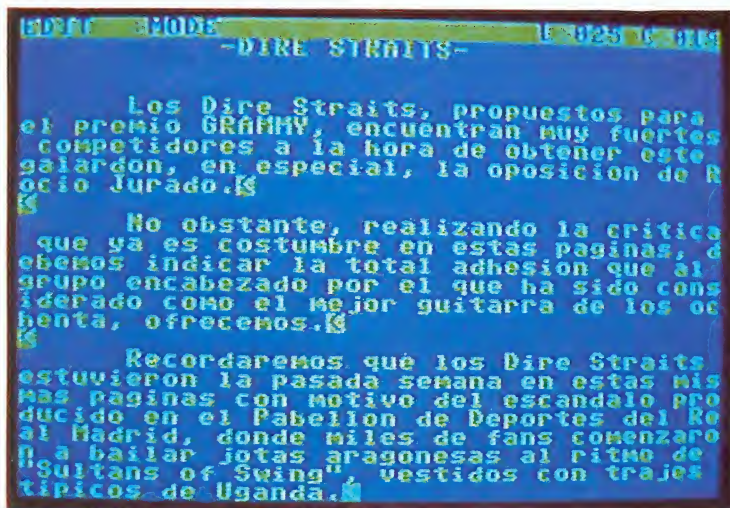 EDIT MODE L 025 C 019
-DIRE STRAITS-
Los Dire Straits, propuestos para
el premio GRAMMY, encuentran muy fuertes
competidores a la hora de obtener este
galardon, en especial, la oposicion de R
ocio Jurado.
No obstante, realizando la critica
que ya es costumbre en estas paginas, d
ebemos indicar la total adhesion que al
grupo encabezado por el que ha sido cons
iderado como el mejor guitarra de los oc
henta, ofrecemos.
Recordaremos que los Dire Straits
estuvieron la pasada semana en estas mis
mas paginas con motivo del escandalo pro
ducido en el Pabellon de Deportes del Re
al Madrid, donde miles de fans comenzaro
n a bailar jotas aragonesas al ritmo de
"Sultans of Swing", vestidos con trajes
tipicos de Uganda.